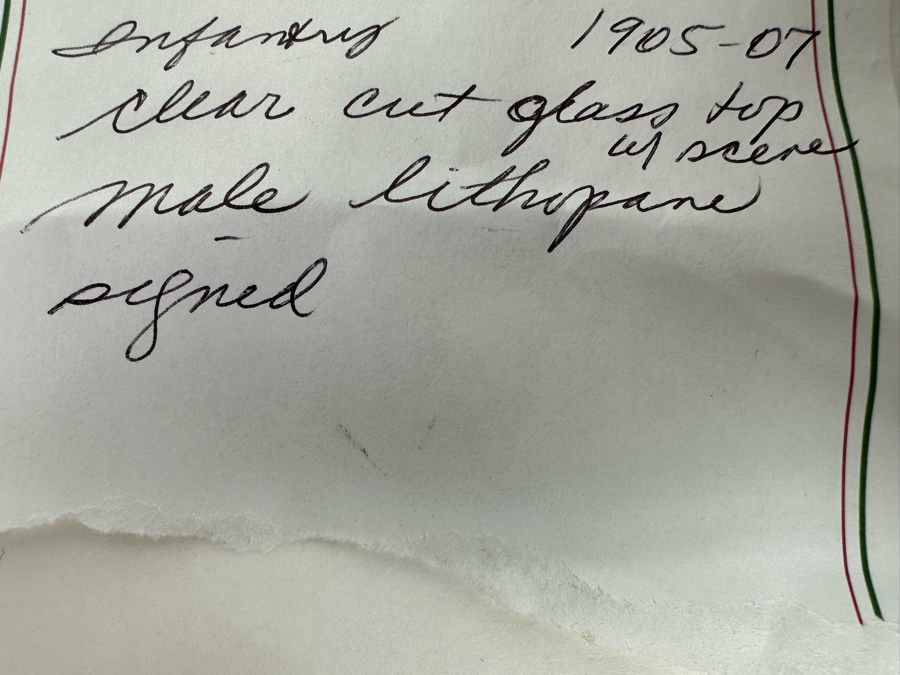 Infantry 1905-07
clear cut glass top
w/ scene
male lithopane
signed